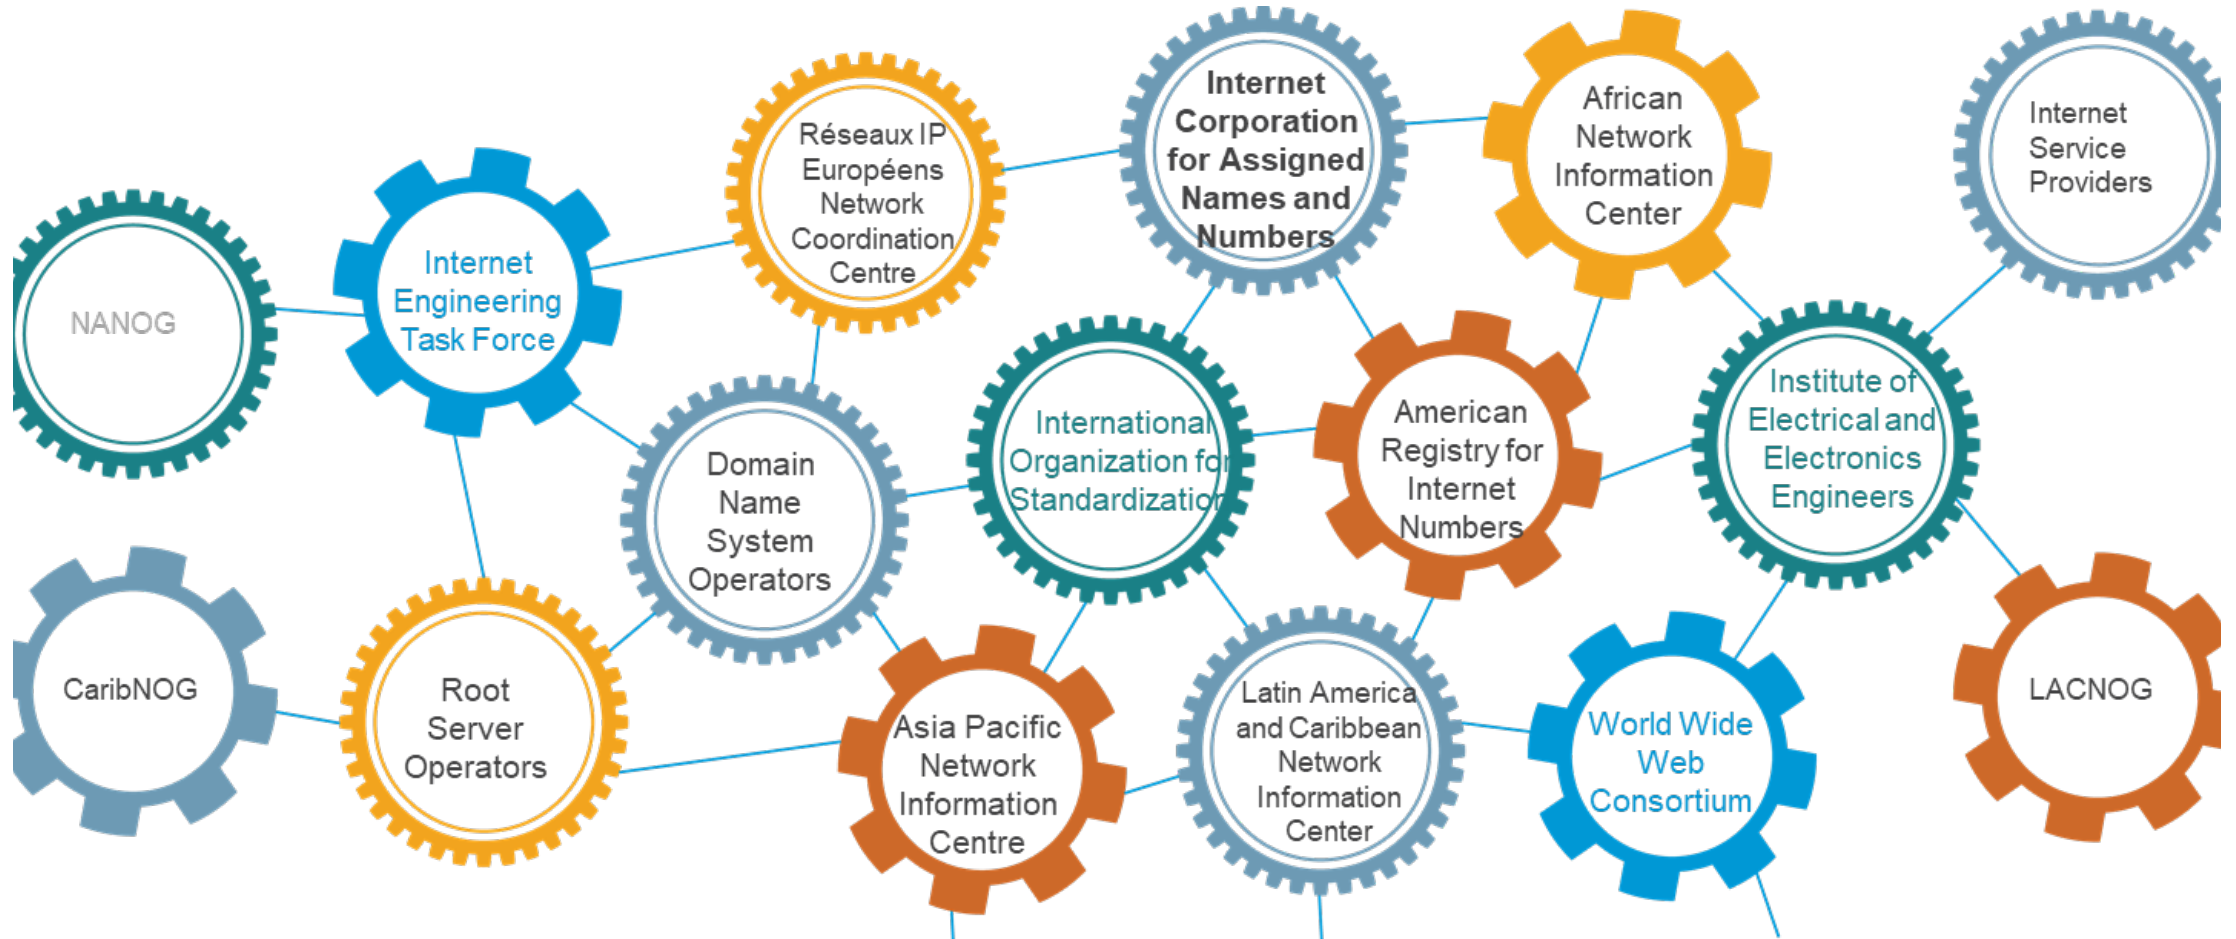 NANOG
Internet
Engineering
Task Force
Réseaux IP
Européens
Network
Coordination
Centre
Internet
Corporation
for Assigned
Names and
Numbers
African
Network
Information
Center
Internet
Service
Providers
Domain
Name
System
Operators
International
Organization for
Standardization
American
Registry for
Internet
Numbers
Institute of
Electrical and
Electronics
Engineers
CaribNOG
Root
Server
Operators
Asia Pacific
Network
Information
Centre
Latin America
and Caribbean
Network
Information
Center
World Wide
Web
Consortium
LACNOG